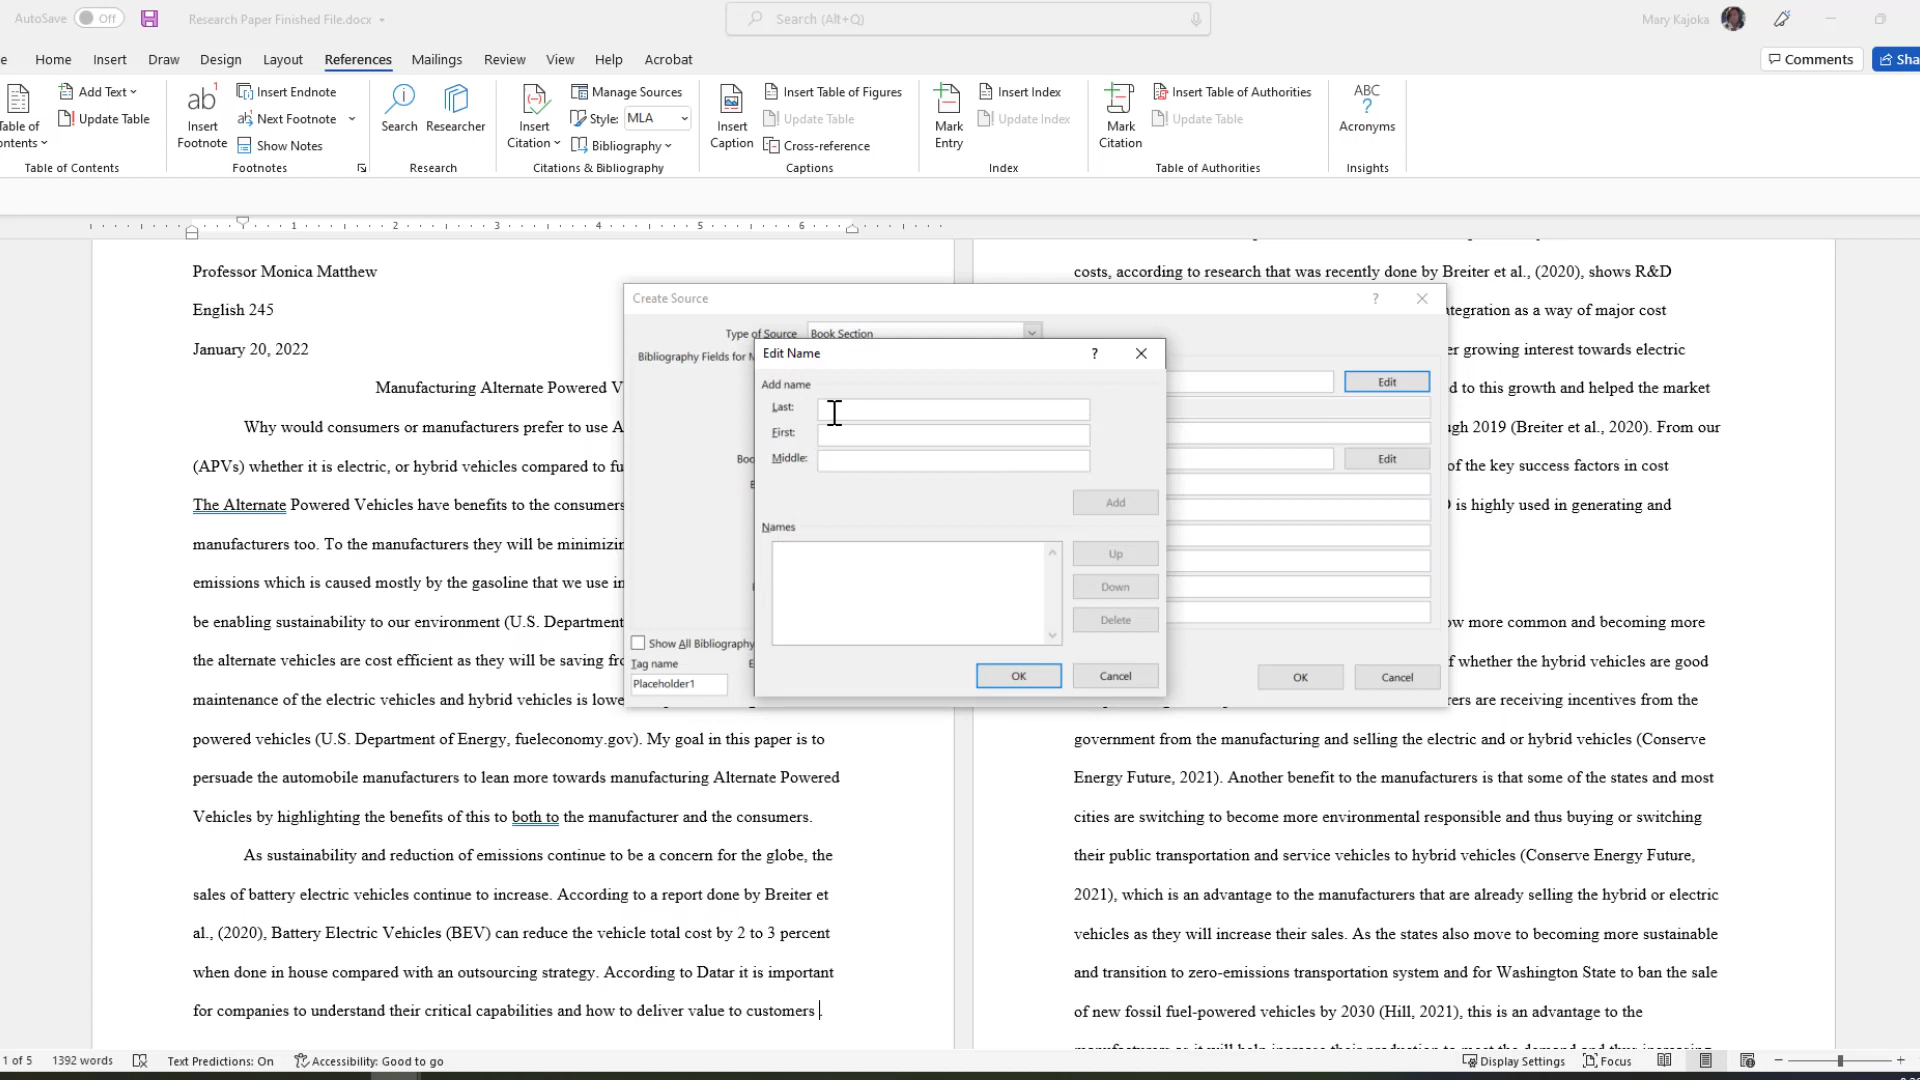 AutoSave Off Research Paper Finished File.docx Search (Alt+Q) Mary Kajoka
Home Insert Draw Design Layout References Mailings Review View Help Acrobat Comments Sha
Table of Contents
Add Text
Update Table
Table of Contents
ab1 Insert Footnote
Insert Endnote
Next Footnote
Show Notes
Footnotes
Search Researcher
Research
Insert Citation
Manage Sources
Style: MLA
Bibliography
Citations & Bibliography
Insert Caption
Insert Table of Figures
Update Table
Cross-reference
Captions
Mark Entry
Insert Index
Update Index
Index
Mark Citation
Insert Table of Authorities
Update Table
Table of Authorities
ABC ?
Acronyms
Insights
1 2 3 4 5 6
Professor Monica Matthew
English 245
January 20, 2022
Manufacturing Alternate Powered V
Why would consumers or manufacturers prefer to use A
(APVs) whether it is electric, or hybrid vehicles compared to fu
The Alternate Powered Vehicles have benefits to the consumers
manufacturers too. To the manufacturers they will be minimizin
emissions which is caused mostly by the gasoline that we use in
be enabling sustainability to our environment (U.S. Department
the alternate vehicles are cost efficient as they will be saving fro
maintenance of the electric vehicles and hybrid vehicles is lowe
powered vehicles (U.S. Department of Energy, fueleconomy.gov). My goal in this paper is to
persuade the automobile manufacturers to lean more towards manufacturing Alternate Powered
Vehicles by highlighting the benefits of this to both to the manufacturer and the consumers.
As sustainability and reduction of emissions continue to be a concern for the globe, the
sales of battery electric vehicles continue to increase. According to a report done by Breiter et
al., (2020), Battery Electric Vehicles (BEV) can reduce the vehicle total cost by 2 to 3 percent
when done in house compared with an outsourcing strategy. According to Datar it is important
for companies to understand their critical capabilities and how to deliver value to customers .
costs, according to research that was recently done by Breiter et al., (2020), shows R&D
ntegration as a way of major cost
er growing interest towards electric
d to this growth and helped the market
ugh 2019 (Breiter et al., 2020). From our
of the key success factors in cost
D is highly used in generating and
ow more common and becoming more
f whether the hybrid vehicles are good
rers are receiving incentives from the
government from the manufacturing and selling the electric and or hybrid vehicles (Conserve
Energy Future, 2021). Another benefit to the manufacturers is that some of the states and most
cities are switching to become more environmental responsible and thus buying or switching
their public transportation and service vehicles to hybrid vehicles (Conserve Energy Future,
2021), which is an advantage to the manufacturers that are already selling the hybrid or electric
vehicles as they will increase their sales. As the states also move to becoming more sustainable
and transition to zero-emissions transportation system and for Washington State to ban the sale
of new fossil fuel-powered vehicles by 2030 (Hill, 2021), this is an advantage to the
Create Source ?
Type of Source Book Section
Bibliography Fields for M
Edit
Boo
Edit
Show All Bibliography
Tag name
Placeholder1
OK Cancel
Edit Name ?
Add name
Last:
First:
Middle:
Add
Names
Up
Down
Delete
OK Cancel
1 of 5 1392 words Text Predictions: On Accessibility: Good to go Display Settings Focus